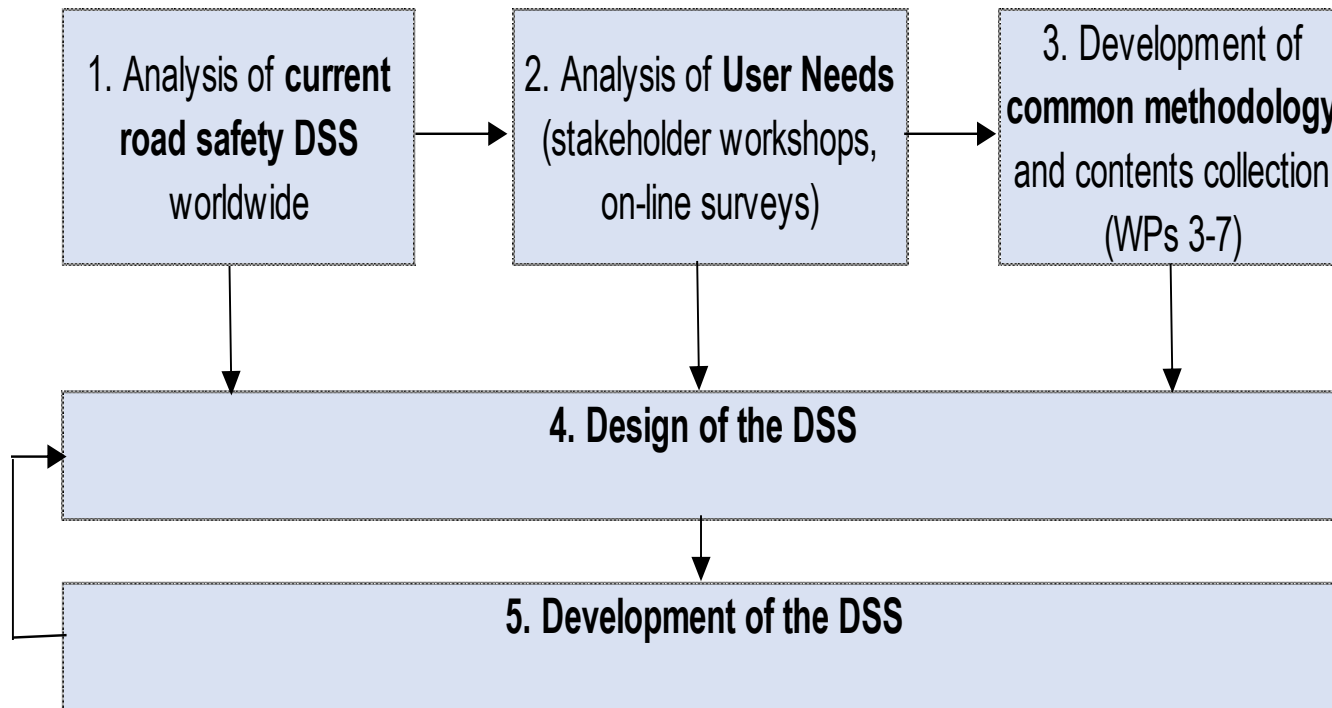 1. Analysis of current
road safety DSS
worldwide
2. Analysis of User Needs
(stakeholder workshops,
on-line surveys)
3. Development of
common methodology
and contents collection
(WPs 3-7)
4. Design of the DSS
5. Development of the DSS